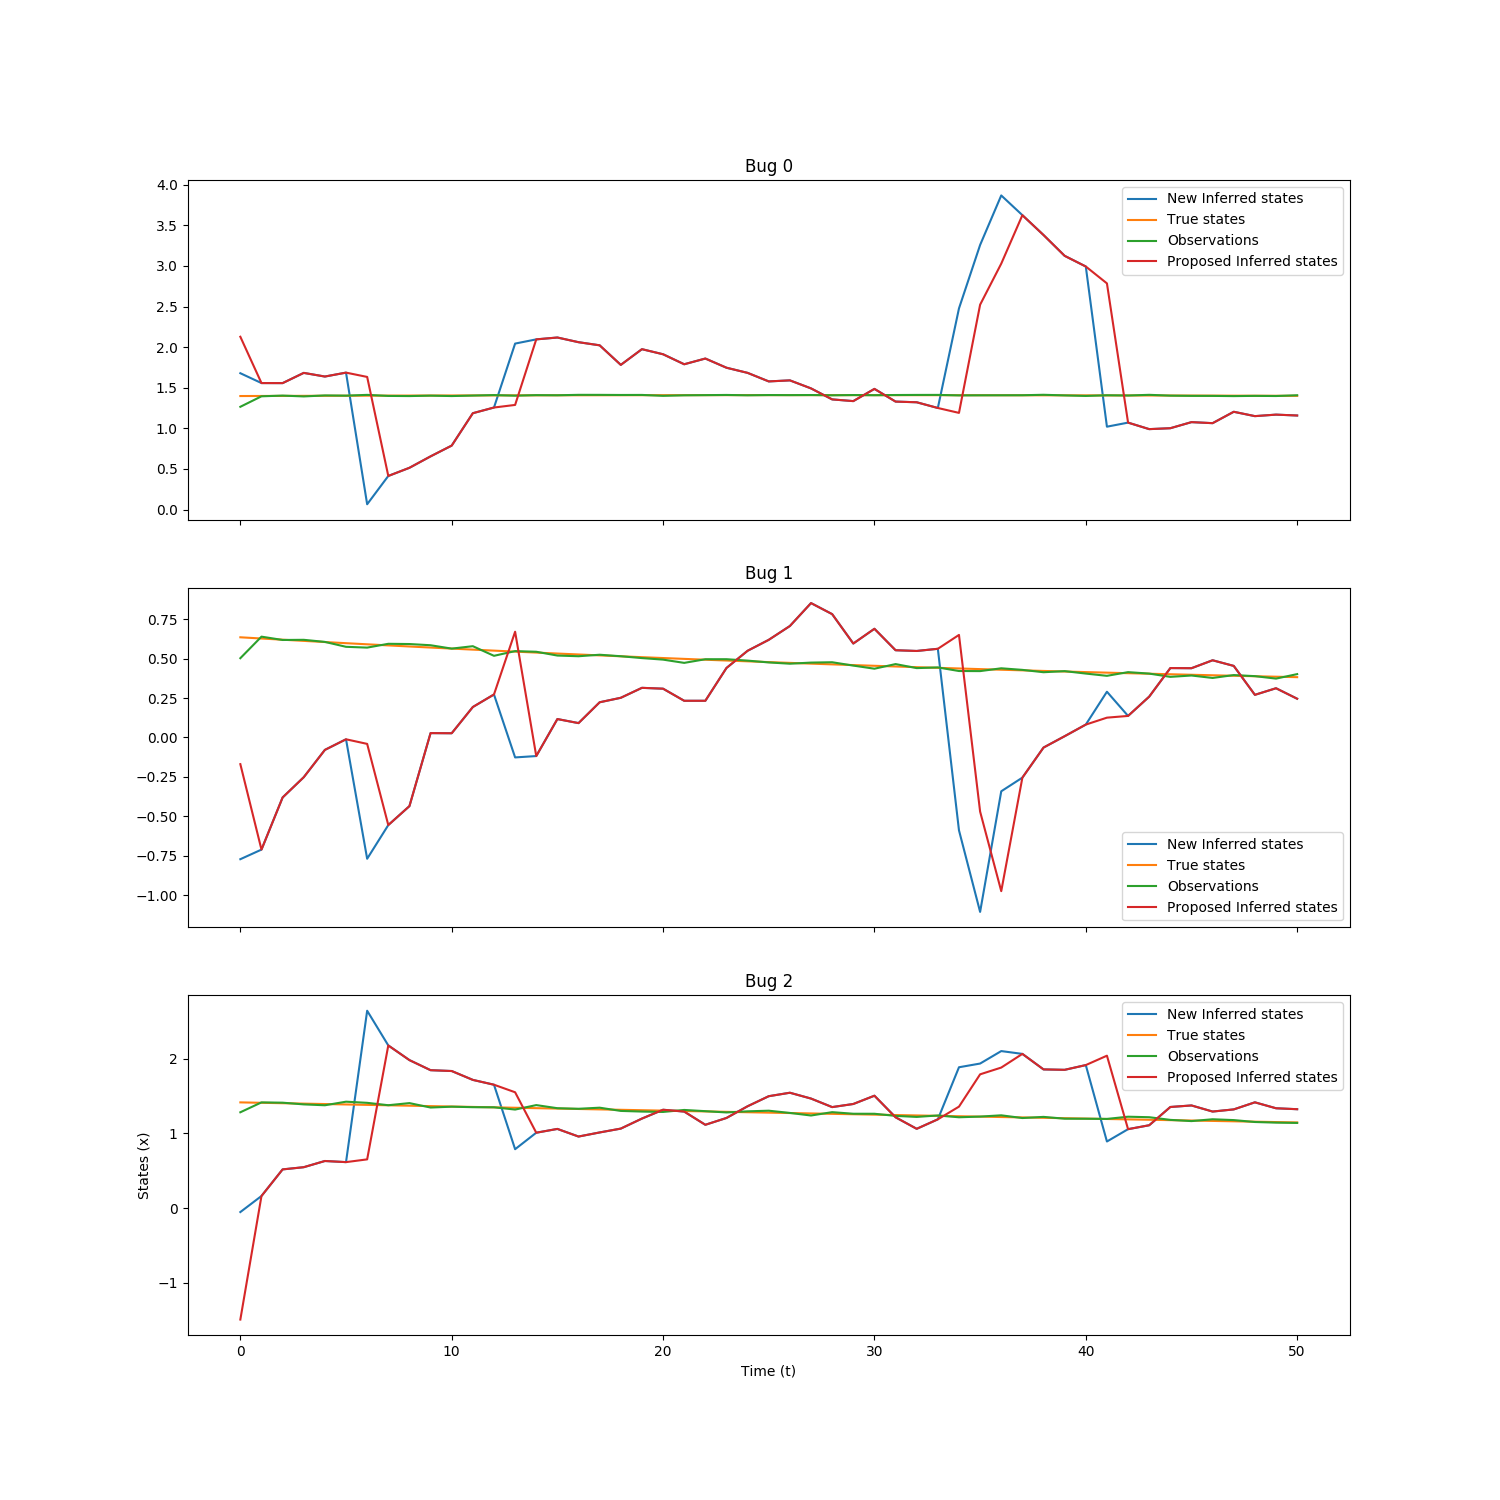 Bug 0
4.0
3.5
3.0
2.5
2.0
1.5
1.0
0.5
0.0
New Inferred states
True states
Observations
Proposed Inferred states
Bug 1
0.75
0.50
0.25
0.00
−0.25
−0.50
−0.75
−1.00
New Inferred states
True states
Observations
Proposed Inferred states
Bug 2
States (x)
2
1
0
−1
New Inferred states
True states
Observations
Proposed Inferred states
0 10 20 30 40 50
Time (t)